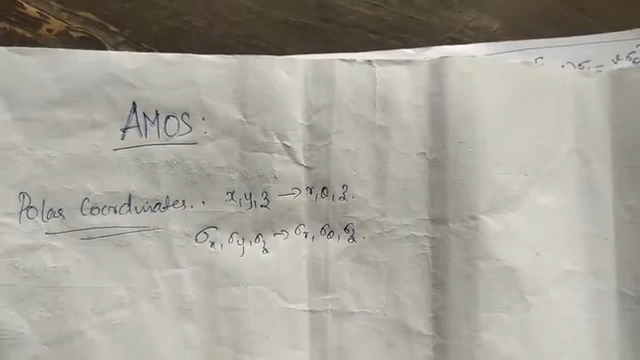 AMOS:
Polar Coordinates.. x,y,z → r,θ,z.
σx,σy,σz → σr,σθ,σz.